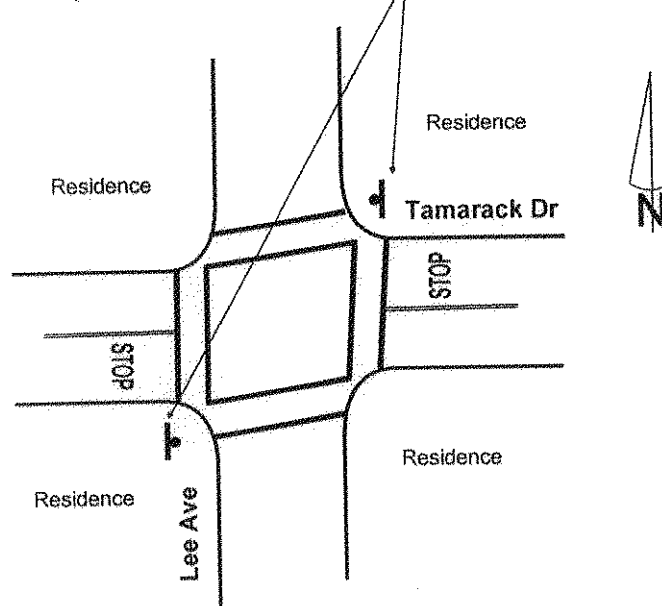 Residence
Residence
Tamarack Dr
N
STOP
STOP
Residence
Residence
Lee Ave